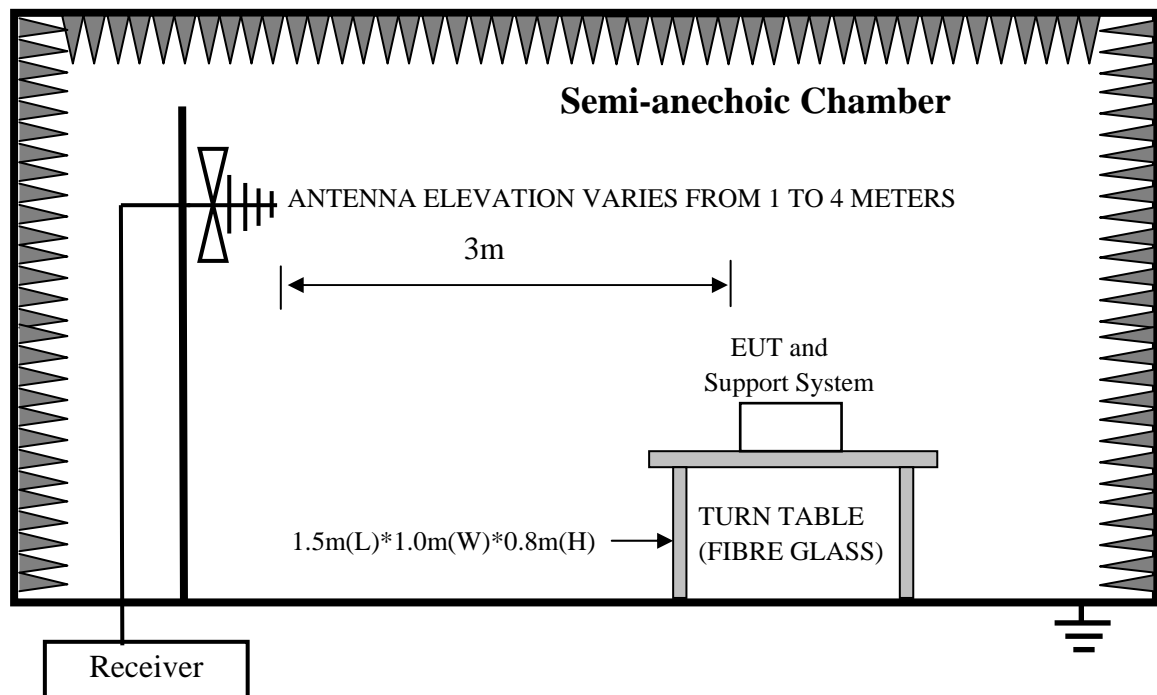 Semi-anechoic Chamber
ANTENNA ELEVATION VARIES FROM 1 TO 4 METERS
3m
EUT and
Support System
1.5m(L)*1.0m(W)*0.8m(H)
TURN TABLE
(FIBRE GLASS)
Receiver